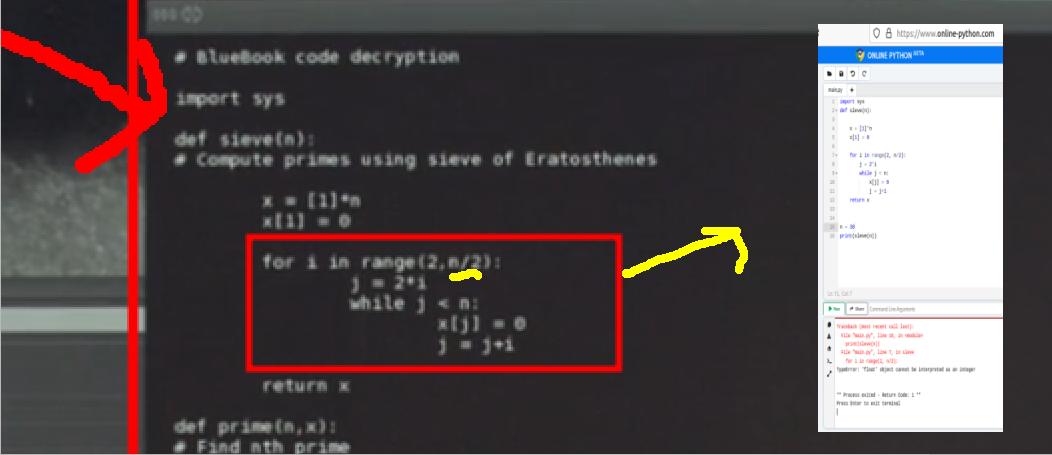 # BlueBook code decryption
import sys
def sieve(n):
# Compute primes using sieve of Eratosthenes
x = [1]*n
x[1] = 0
for i in range(2,n/2):
j = 2*i
while j < n:
x[j] = 0
j = j+i
return x
def prime(n,x):
# Find nth prime
https://www.online-python.com
ONLINE PYTHON BETA
main.py +
1 import sys
2 def sieve(n):
3
4 x = [1]*n
5 x[1] = 0
6
7 for i in range(2, n/2):
8 j = 2*i
9 while j < n:
10 x[j] = 0
11 j = j+i
12 return x
13
14
15 n = 30
16 print(sieve(n))
Ln: 15, Col: 7
Run Share Command Line Arguments
Traceback (most recent call last):
File "main.py", line 16, in <module>
print(sieve(n))
File "main.py", line 7, in sieve
for i in range(2, n/2):
TypeError: 'float' object cannot be interpreted as an integer
** Process exited - Return Code: 1 **
Press Enter to exit terminal